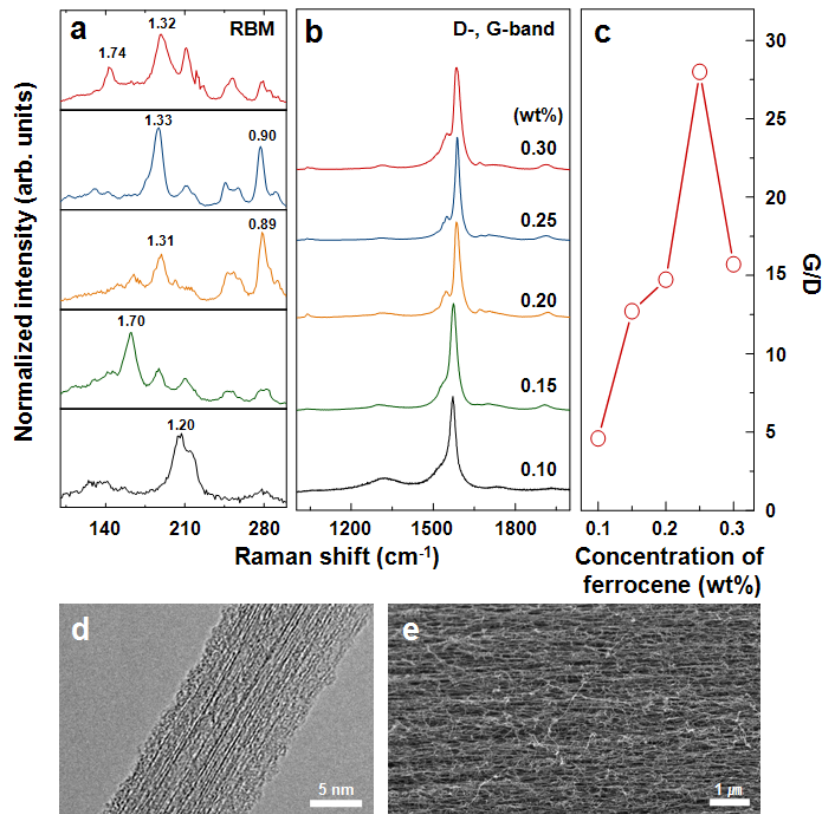 a
RBM
1.74
1.32
1.33
0.90
1.31
0.89
1.70
1.20
140
210
280
Normalized intensity (arb. units)
b
D-, G-band
(wt%)
0.30
0.25
0.20
0.15
0.10
1200
1500
1800
Raman shift (cm⁻¹)
c
30
25
20
15
10
5
0
G/D
0.1
0.2
0.3
Concentration of
ferrocene (wt%)
d
5 nm
e
1 ㎛